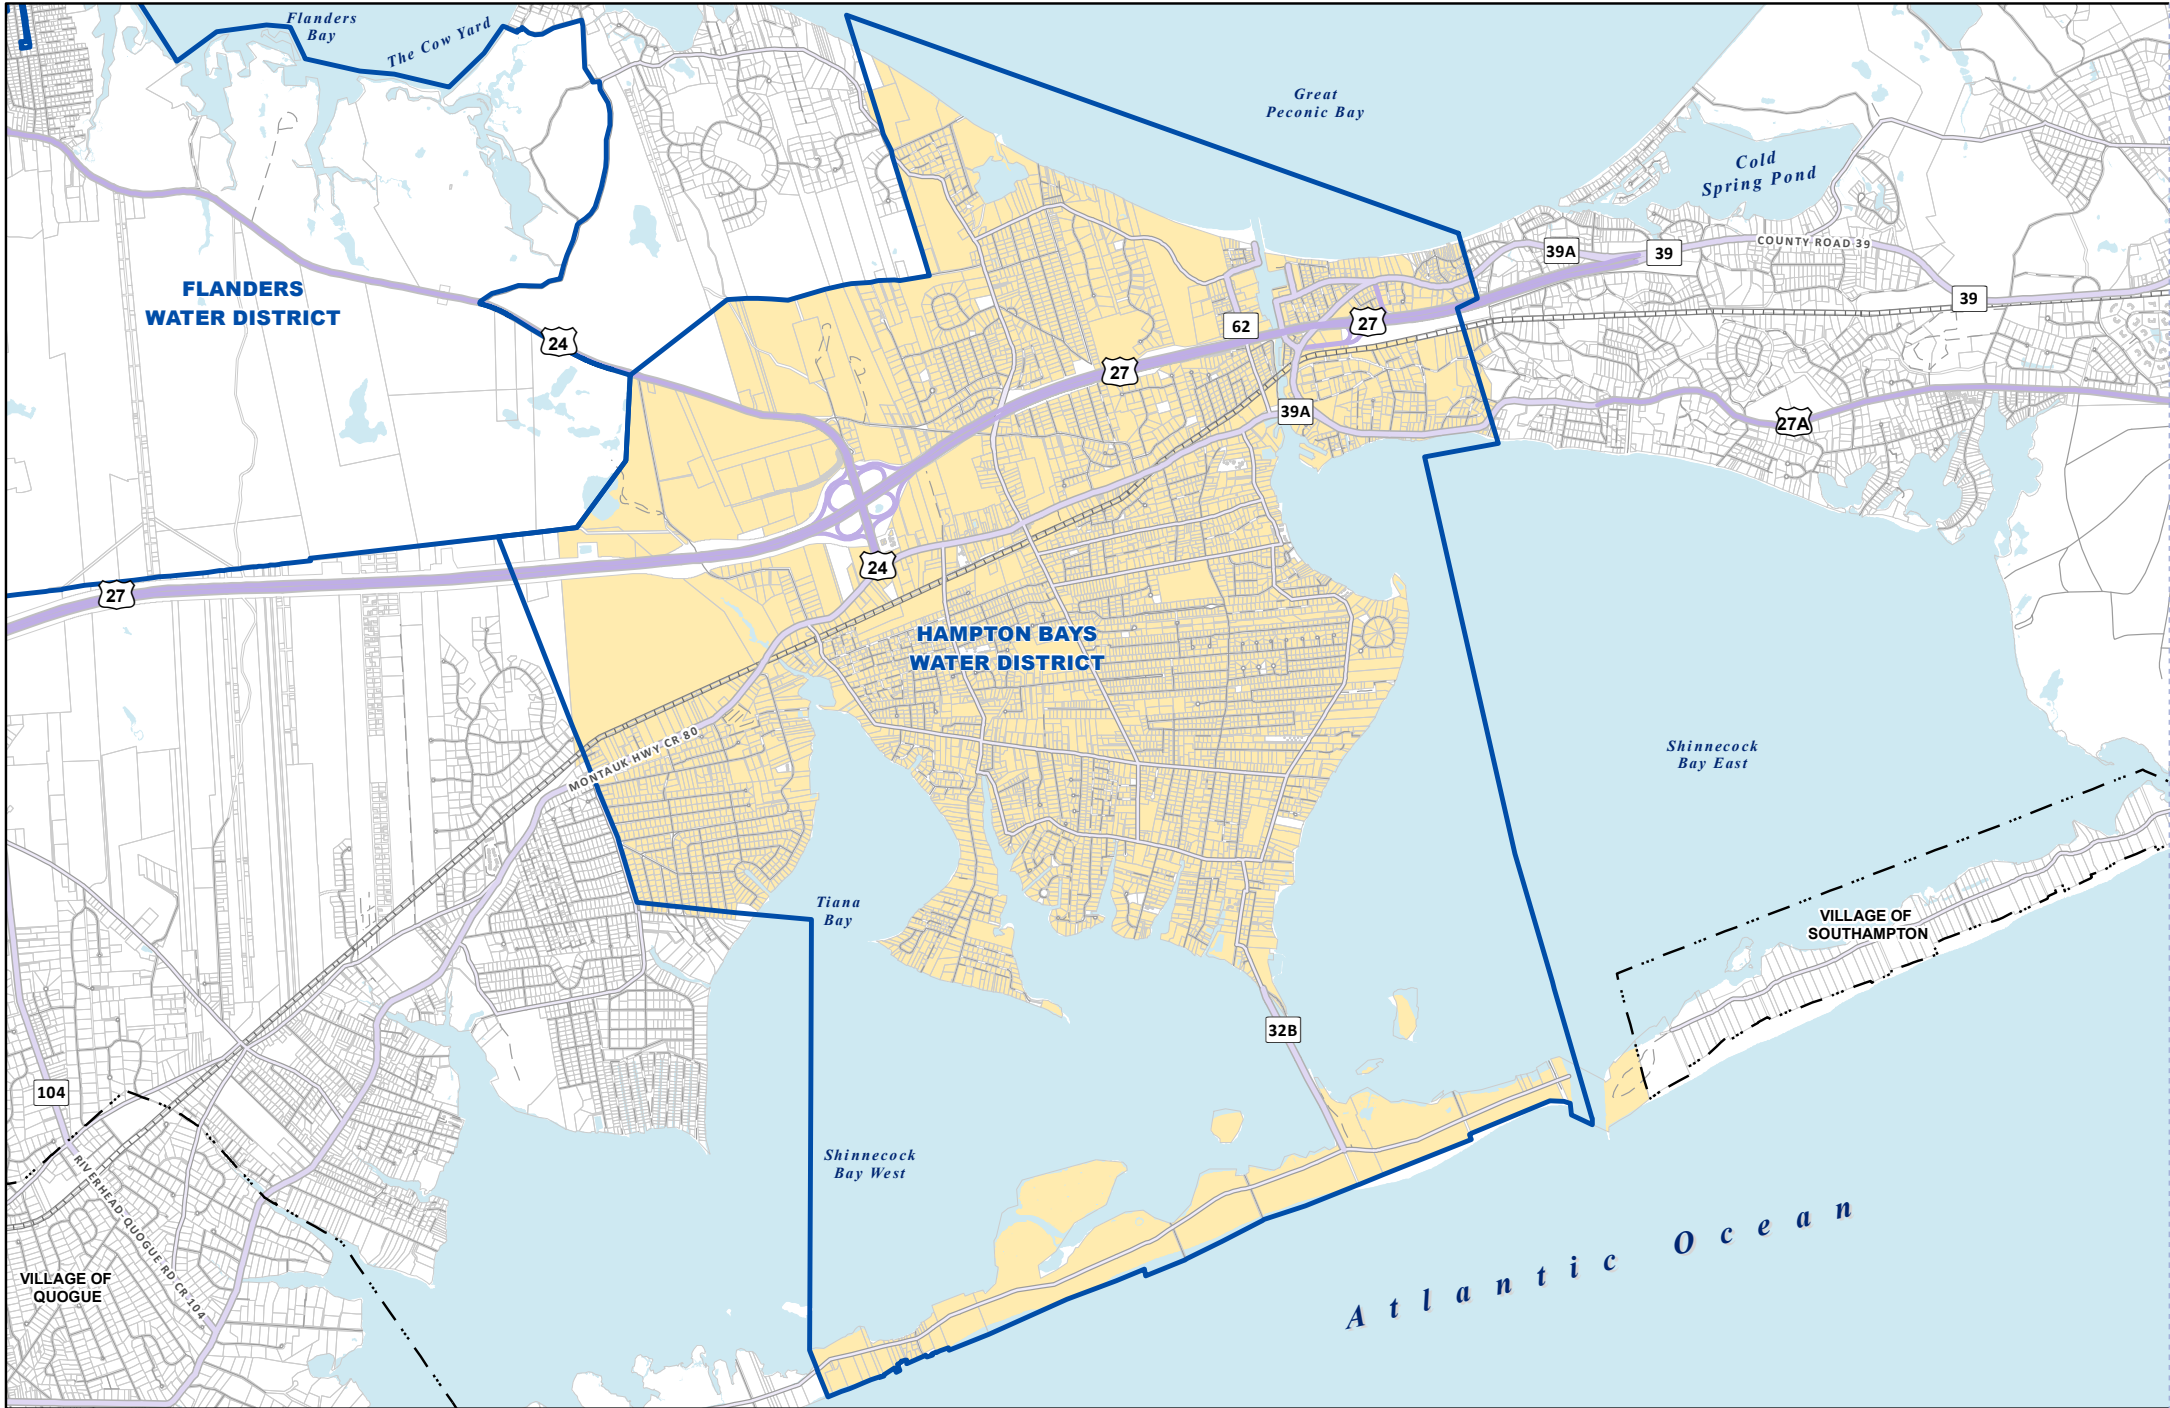 Flanders
Bay
The Cow Yard
Great
Peconic Bay
Cold
Spring Pond
39A
39
COUNTY ROAD 39
39
FLANDERS
WATER DISTRICT
24
62
27
27
39A
27A
24
27
HAMPTON BAYS
WATER DISTRICT
MONTAUK HWY CR 80
Shinnecock
Bay East
Tiana
Bay
VILLAGE OF
SOUTHAMPTON
32B
104
Shinnecock
Bay West
RIVERHEAD-QUOGUE RD CR 104
Atlantic Ocean
VILLAGE OF
QUOGUE